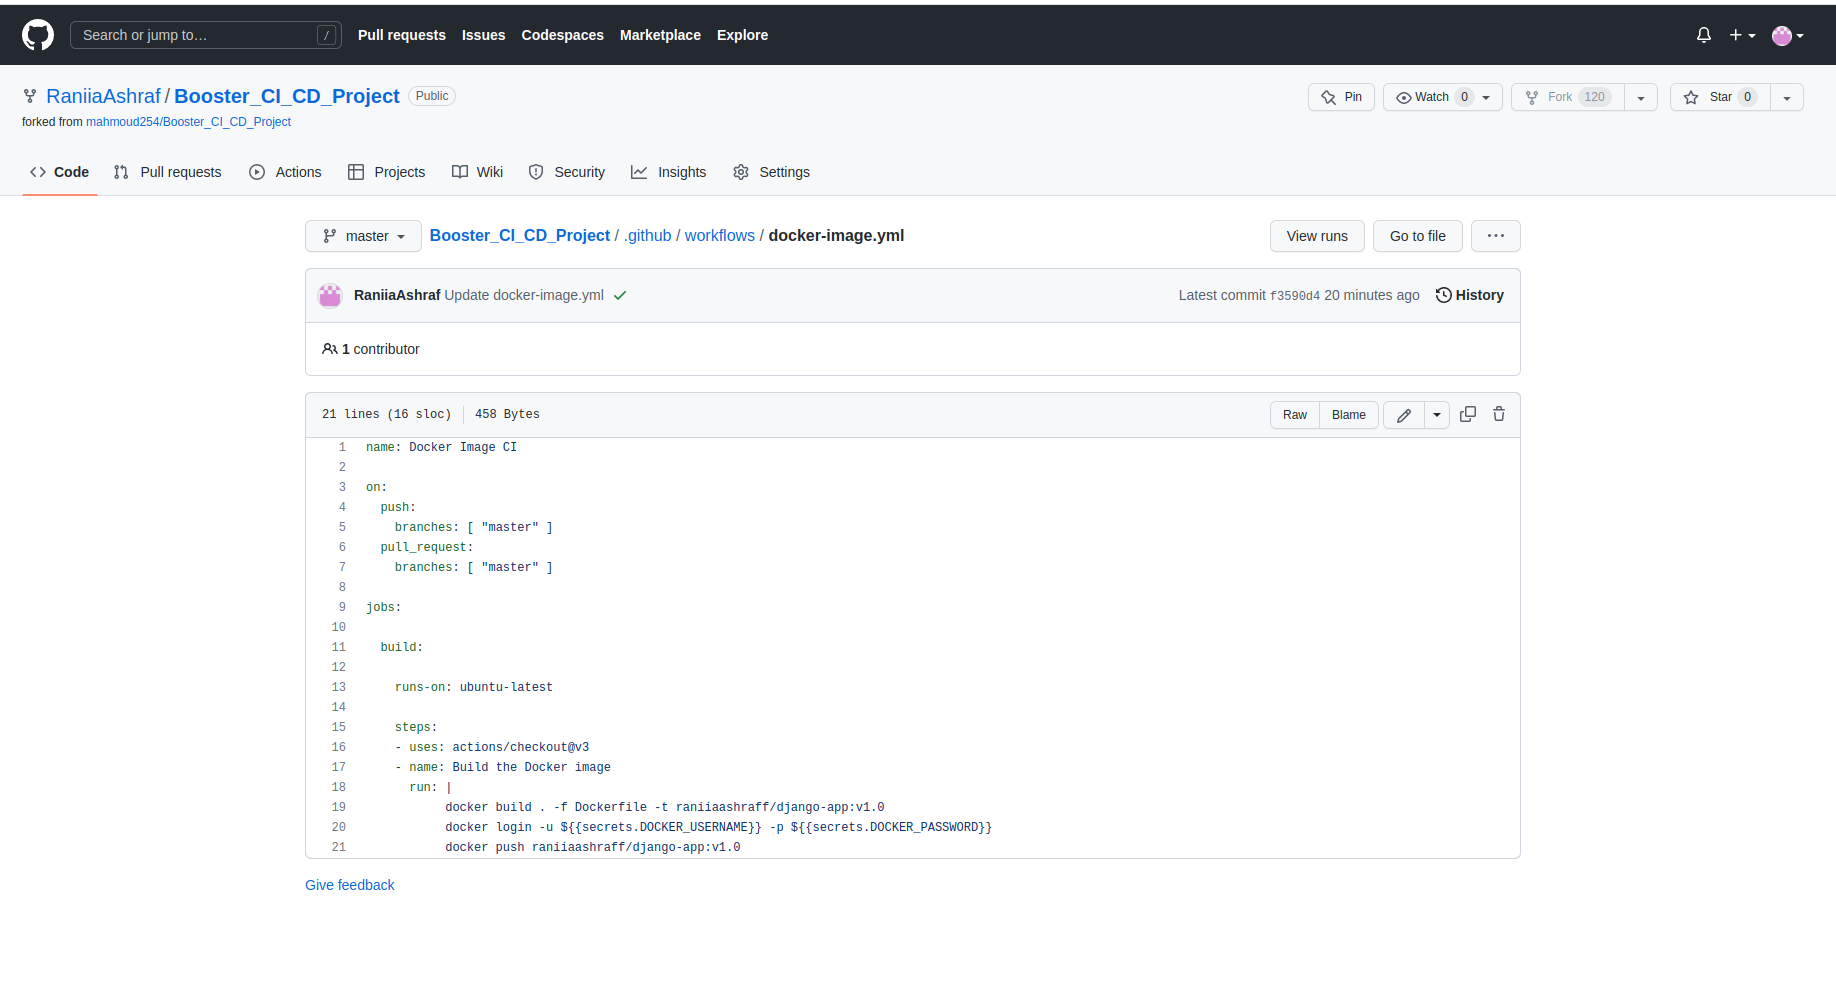 Search or jump to… /
Pull requests Issues Codespaces Marketplace Explore
RaniiaAshraf / Booster_CI_CD_Project Public
Pin Watch 0 Fork 120 Star 0
forked from mahmoud254/Booster_CI_CD_Project
Code Pull requests Actions Projects Wiki Security Insights Settings
master Booster_CI_CD_Project / .github / workflows / docker-image.yml View runs Go to file
RaniiaAshraf Update docker-image.yml Latest commit f3590d4 20 minutes ago History
1 contributor
21 lines (16 sloc) 458 Bytes Raw Blame
1 name: Docker Image CI
2
3 on:
4   push:
5     branches: [ "master" ]
6   pull_request:
7     branches: [ "master" ]
8
9 jobs:
10
11   build:
12
13     runs-on: ubuntu-latest
14
15     steps:
16     - uses: actions/checkout@v3
17     - name: Build the Docker image
18       run: |
19            docker build . -f Dockerfile -t raniiaashraff/django-app:v1.0
20            docker login -u ${{secrets.DOCKER_USERNAME}} -p ${{secrets.DOCKER_PASSWORD}}
21            docker push raniiaashraff/django-app:v1.0
Give feedback